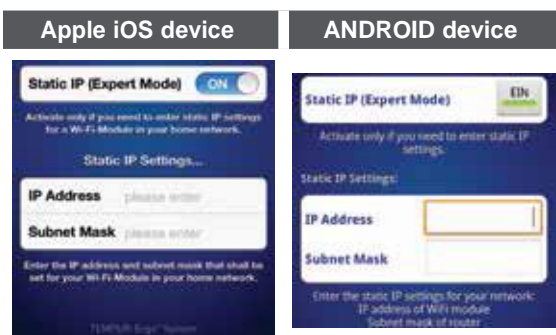 Apple iOS device
ANDROID device
Static IP (Expert Mode) ON
Activate only if you need to enter static IP settings
for a Wi-Fi-Module in your home network.
Static IP Settings...
IP Address please enter
Subnet Mask please enter
Enter the IP address and subnet mask that shall be
set for your Wi-Fi-Module in your home network.
Static IP (Expert Mode) EIN
Activate only if you need to enter static IP
settings.
Static IP Settings:
IP Address
Subnet Mask
Enter the static IP settings for your network:
IP address of WiFi module
Subnet mask of router